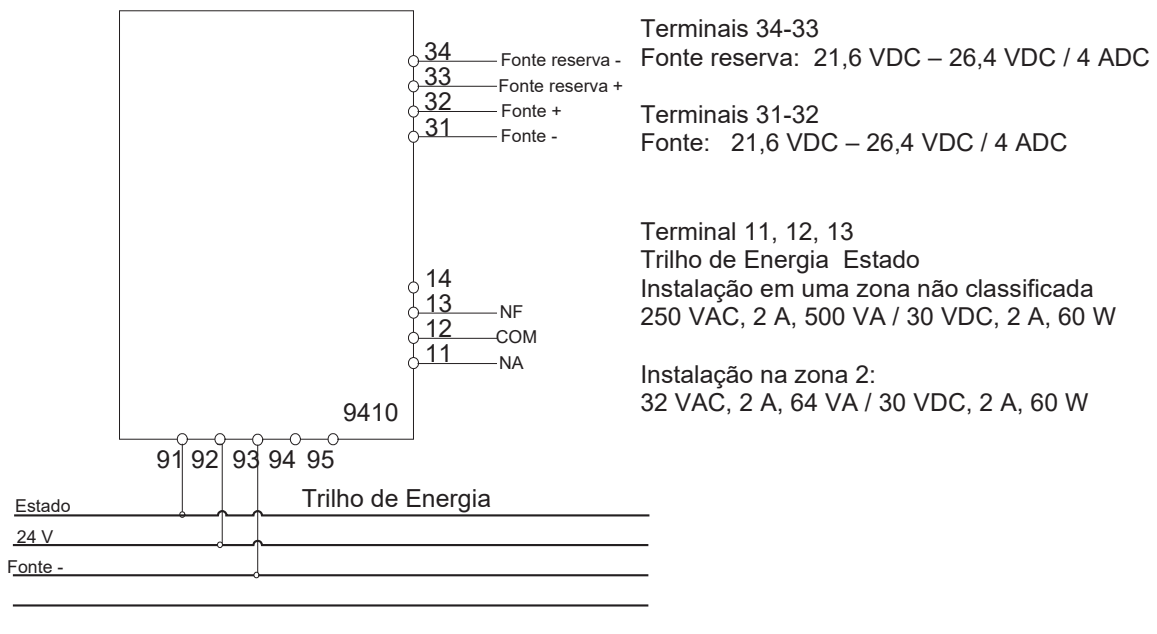 34
Fonte reserva -
33
Fonte reserva +
32
Fonte +
31
Fonte -
Terminais 34-33
Fonte reserva: 21,6 VDC – 26,4 VDC / 4 ADC
Terminais 31-32
Fonte: 21,6 VDC – 26,4 VDC / 4 ADC
Terminal 11, 12, 13
Trilho de Energia Estado
Instalação em uma zona não classificada
250 VAC, 2 A, 500 VA / 30 VDC, 2 A, 60 W
Instalação na zona 2:
32 VAC, 2 A, 64 VA / 30 VDC, 2 A, 60 W
14
13
NF
12
COM
11
NA
9410
91 92 93 94 95
Trilho de Energia
Estado
24 V
Fonte -